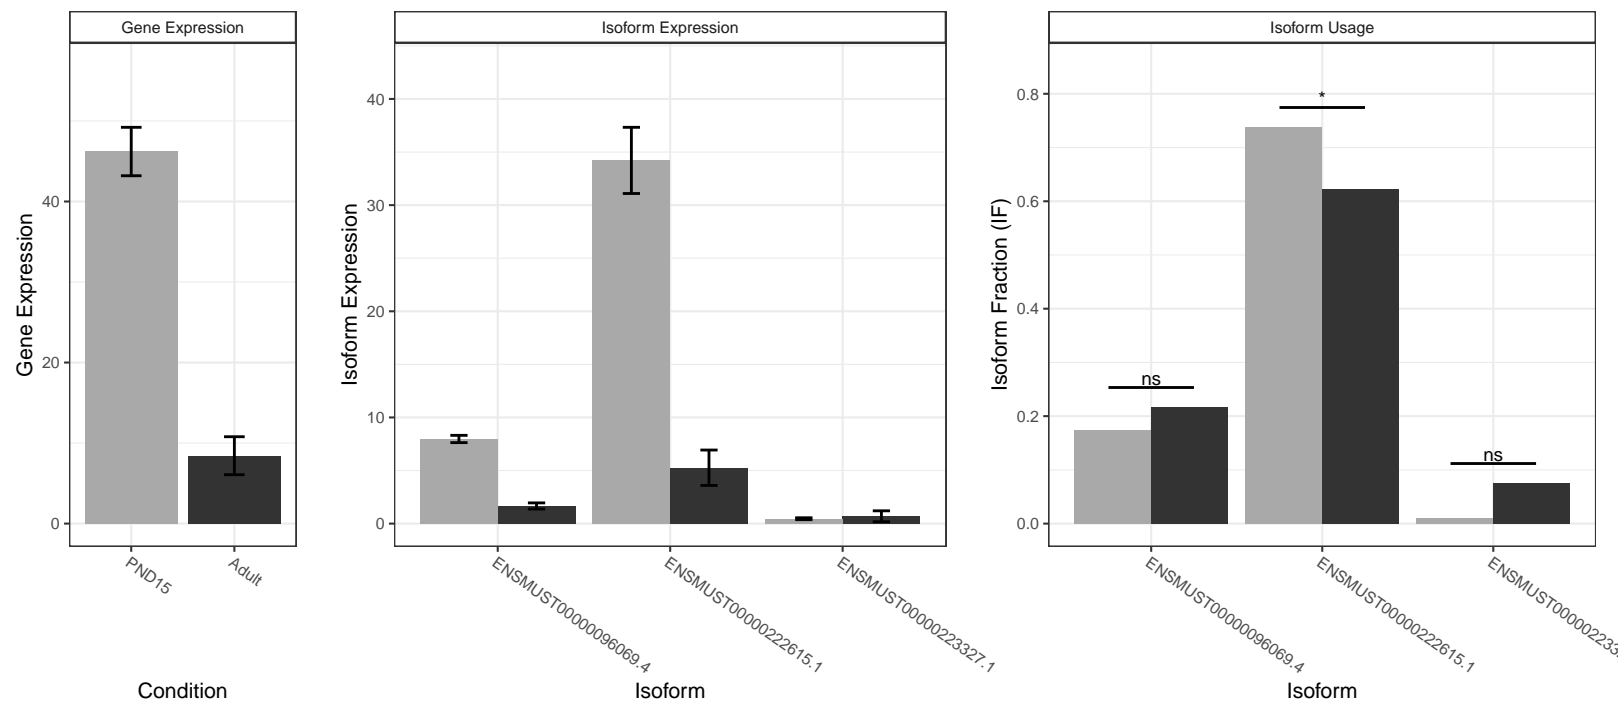 Gene Expression
Gene Expression
40
20
0
PND15
Adult
Condition
Isoform Expression
Isoform Expression
40
30
20
10
0
ENSMUST00000096069.4
ENSMUST00000222615.1
ENSMUST00000223327.1
Isoform
Isoform Usage
Isoform Fraction (IF)
0.8
0.6
0.4
0.2
0.0
ns
*
ns
ENSMUST00000096069.4
ENSMUST00000222615.1
ENSMUST000002233
Isoform